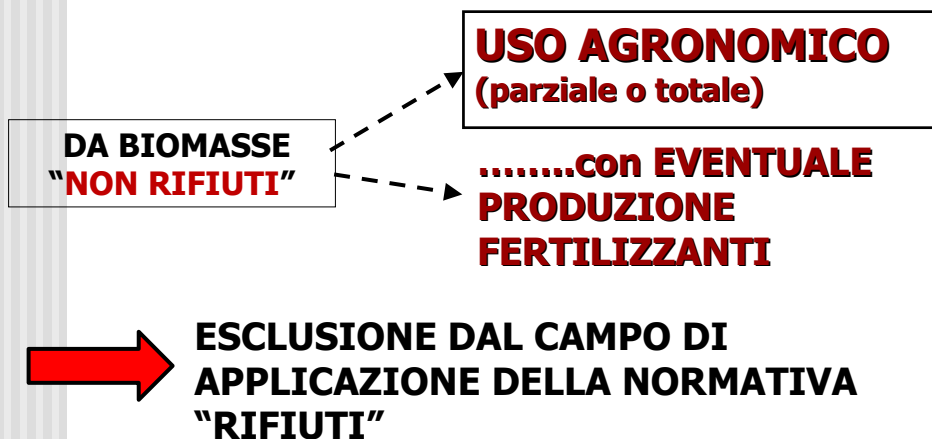 USO AGRONOMICO
(parziale o totale)
DA BIOMASSE
“NON RIFIUTI”
........con EVENTUALE
PRODUZIONE
FERTILIZZANTI
ESCLUSIONE DAL CAMPO DI
APPLICAZIONE DELLA NORMATIVA
“RIFIUTI”